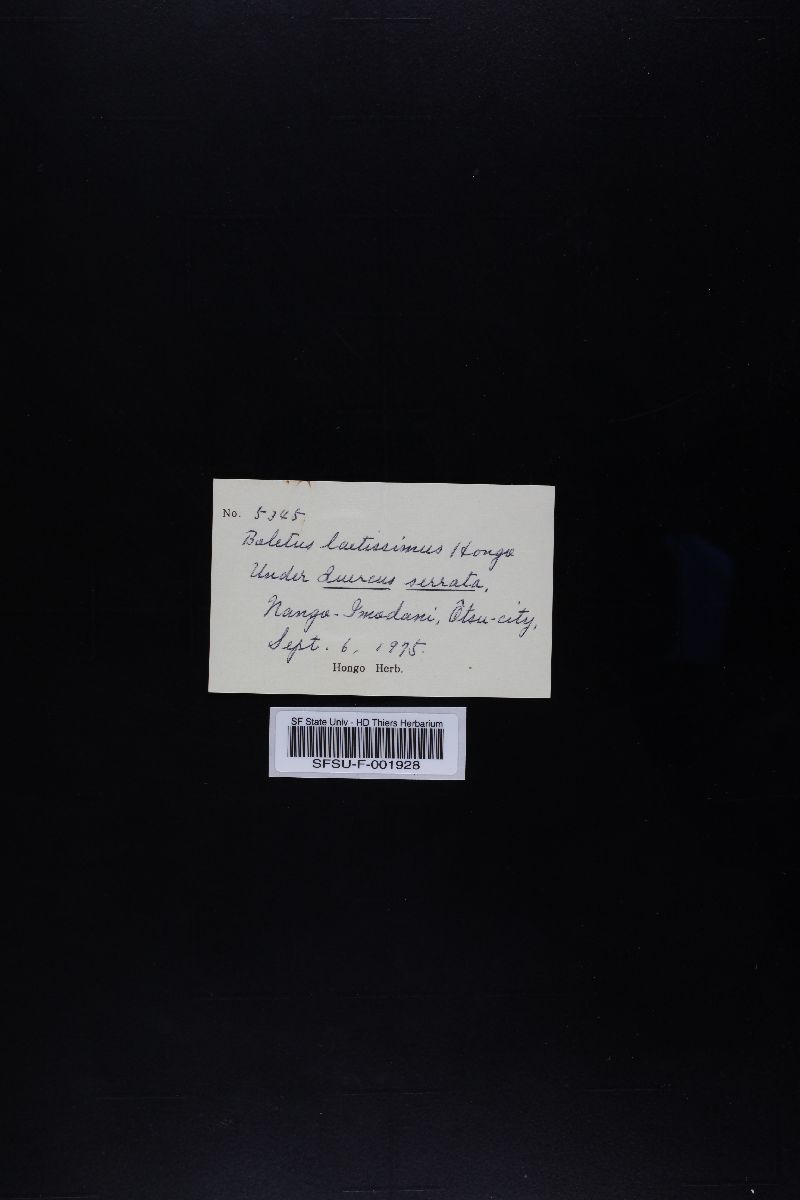 No. 5345
Boletus laetissimus Hongo
Under Quercus serrata,
Nango-Imodani, Ôtsu-city,
Sept. 6, 1975.
Hongo Herb.
SF State Univ - HD Thiers Herbarium
SFSU-F-001928